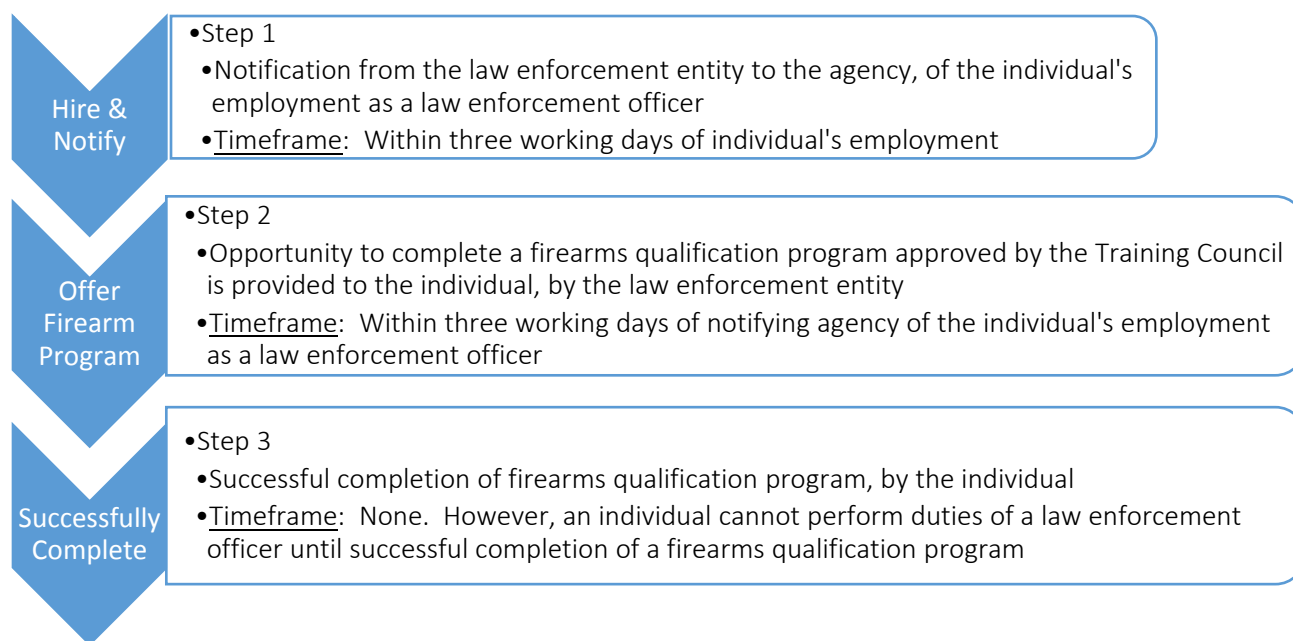 Hire &
Notify
•Step 1
•Notification from the law enforcement entity to the agency, of the individual's
employment as a law enforcement officer
•Timeframe:  Within three working days of individual's employment
Offer
Firearm
Program
•Step 2
•Opportunity to complete a firearms qualification program approved by the Training Council
is provided to the individual, by the law enforcement entity
•Timeframe:  Within three working days of notifying agency of the individual's employment
as a law enforcement officer
Successfully
Complete
•Step 3
•Successful completion of firearms qualification program, by the individual
•Timeframe:  None.  However, an individual cannot perform duties of a law enforcement
officer until successful completion of a firearms qualification program